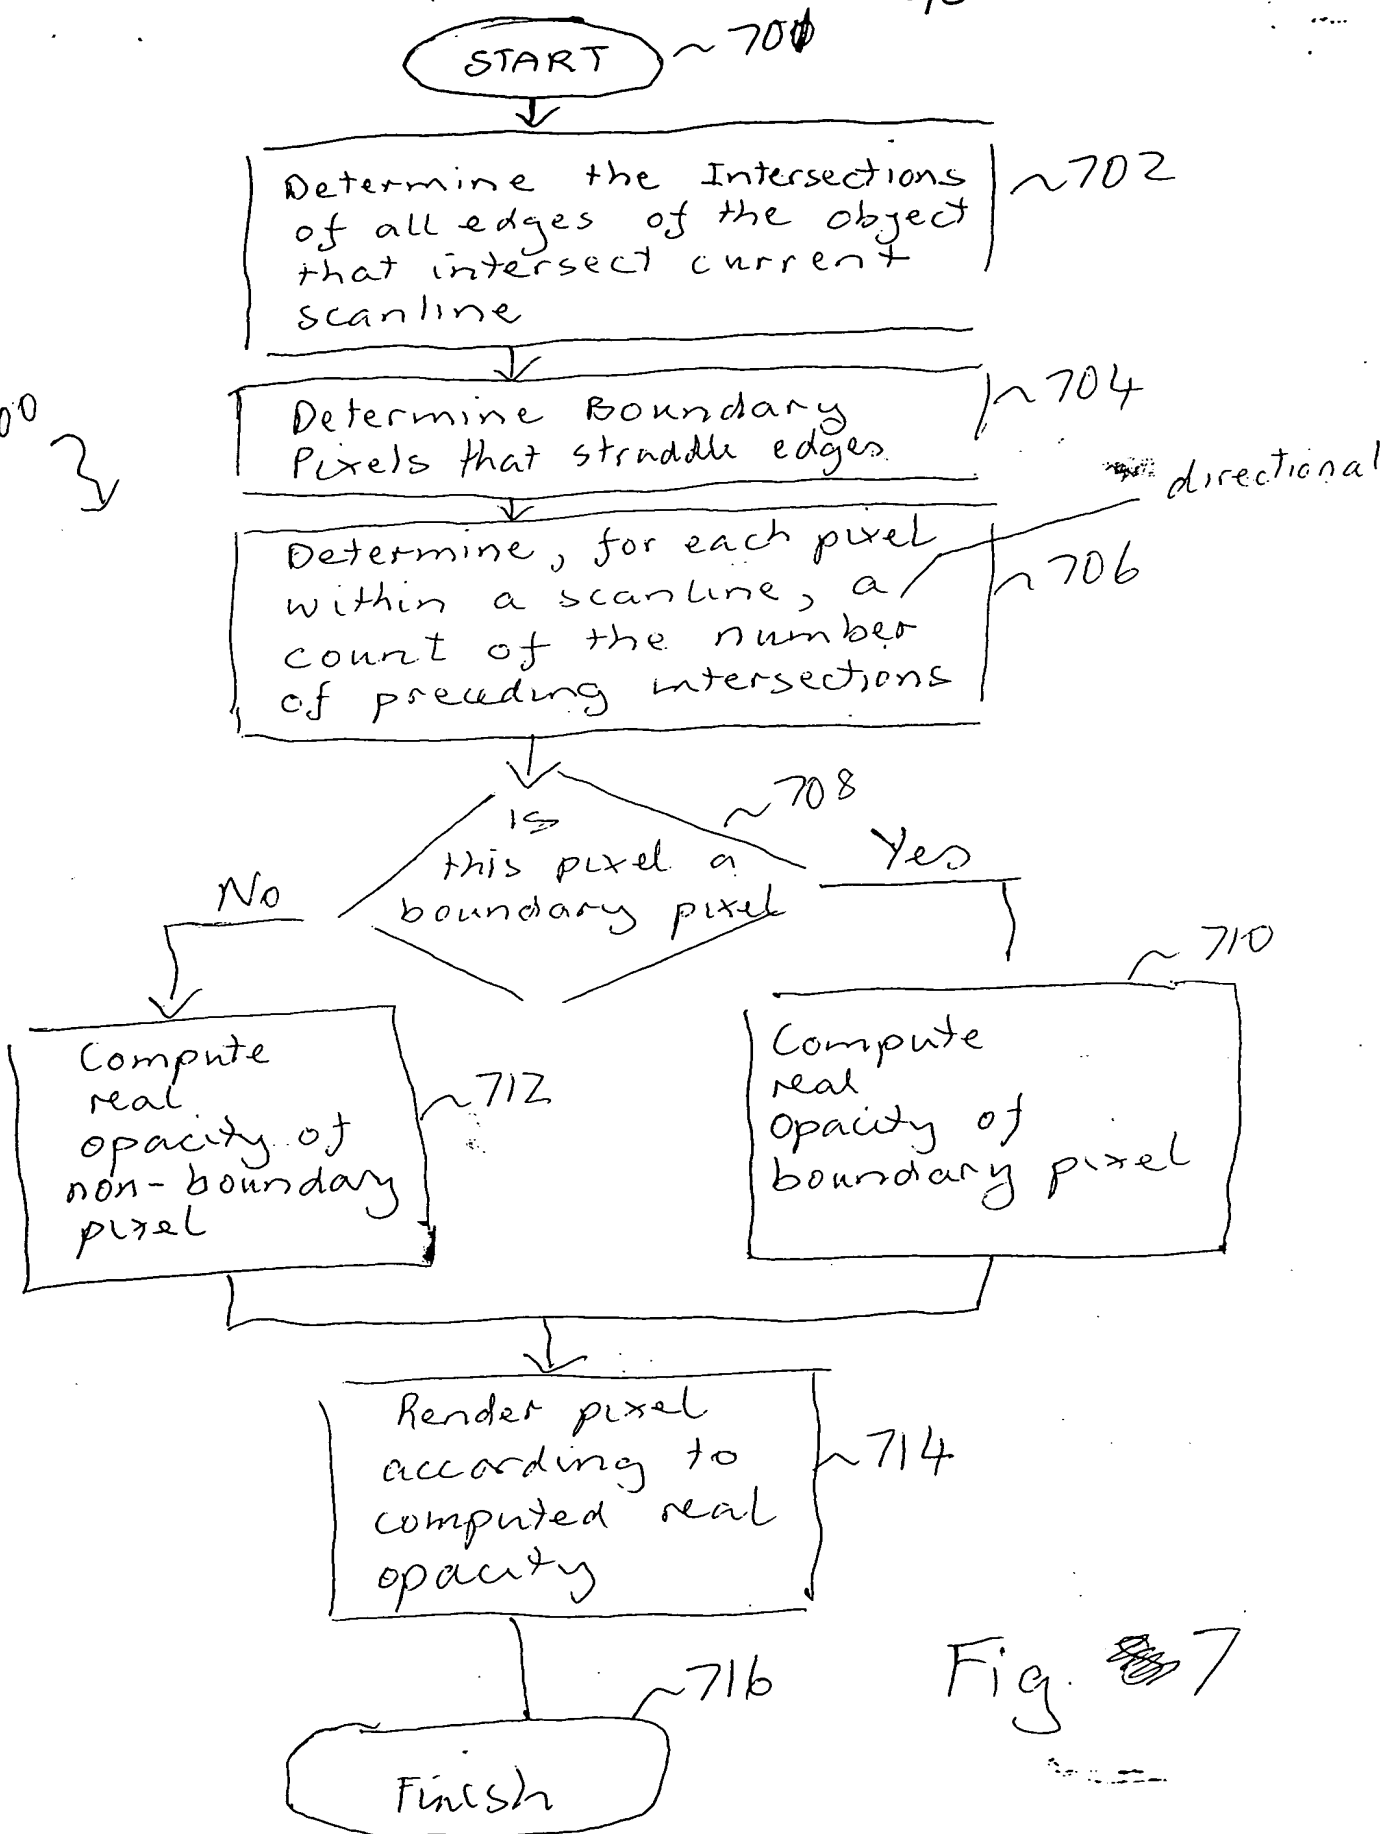 START ~ 701
Determine the Intersections ~702
of all edges of the object
that intersect current
scanline
00
Determine Boundary ~704
Pixels that straddle edges
directional
Determine, for each pixel
within a scanline, a ~706
count of the number
of preceding intersections
~708
is
this pixel a
boundary pixel
Yes
No
710
Compute
real
opacity of
non-boundary
pixel
~712
Compute
real
opacity of
boundary pixel
Render pixel
according to ~714
computed real
opacity
~716
Fig. 7
Finish